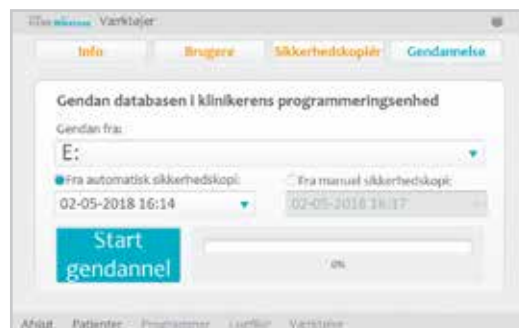 Værktøjer
Info Brugere Sikkerhedskopiér Gendannelse
Gendan databasen i klinikerens programmeringsenhed
Gendan fra:
E:
Fra automatisk sikkerhedskopi: Fra manuel sikkerhedskopi:
02-05-2018 16:14 02-05-2018 16:17
Start
gendannel
0%
Afslut Patienter Programmer Logfiler Værktøjer